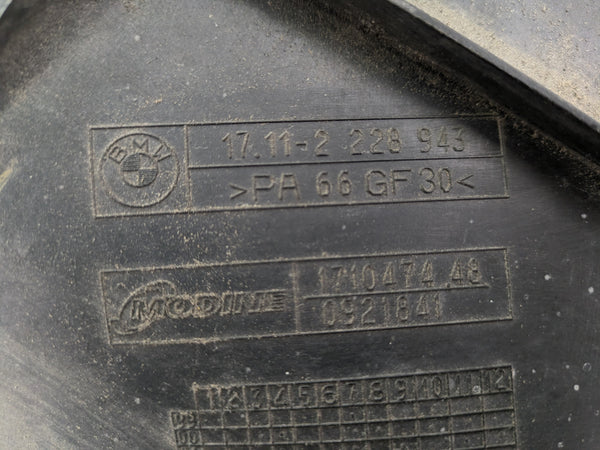 BMW
17.11-2 228 943
>PA 66 GF30<
MODINE
1710474.48
0921841
1 2 3 4 5 6 7 8 9 10 11 12